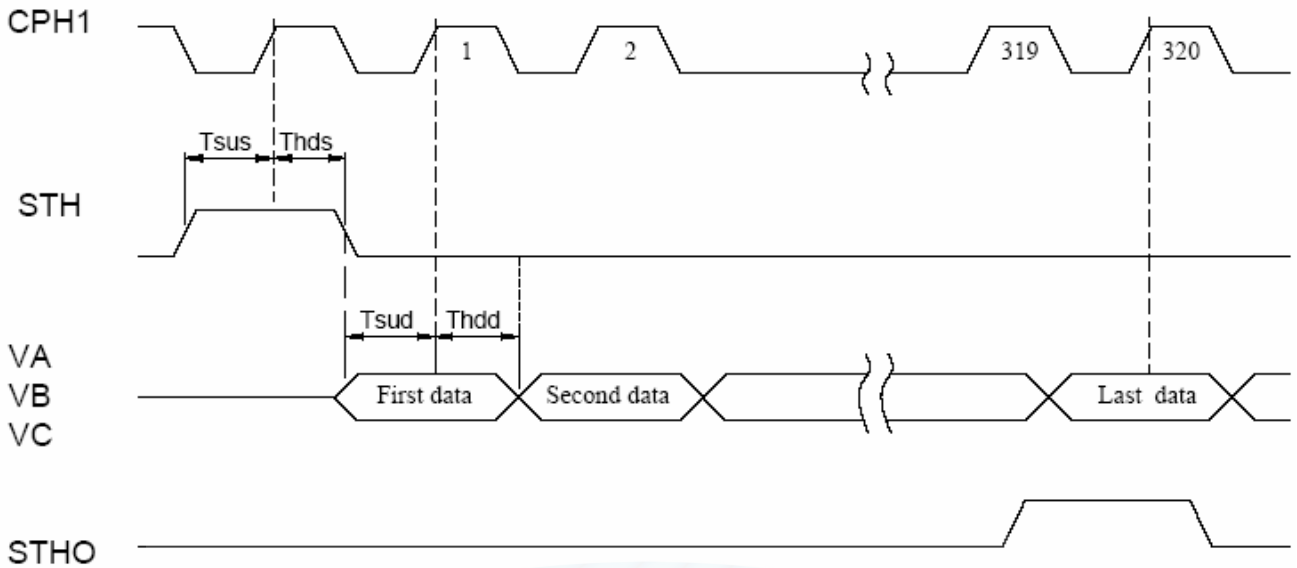 CPH1
1 2 319 320
Tsus Thds
STH
Tsud Thdd
VA
VB First data Second data Last data
VC
STHO